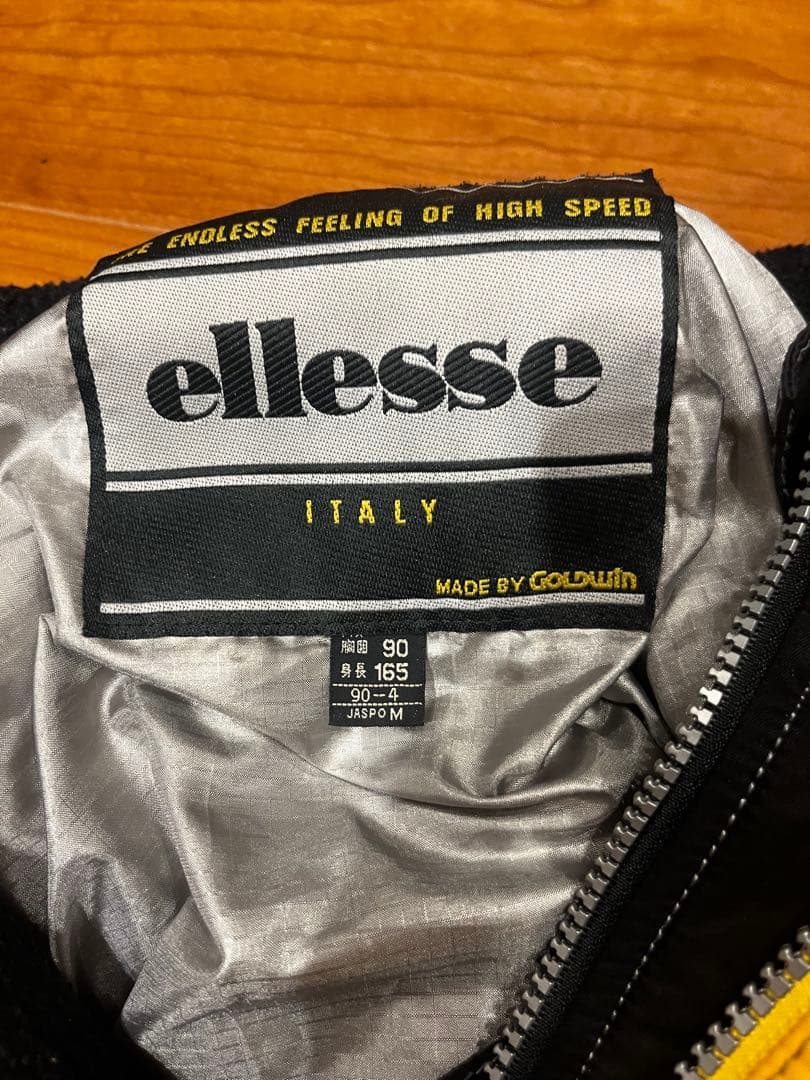 ENDLESS FEELING OF HIGH SPEED
ellesse
ITALY
MADE BY GOLDWIN
胸囲 90
身長 165
90--4
JASPO M